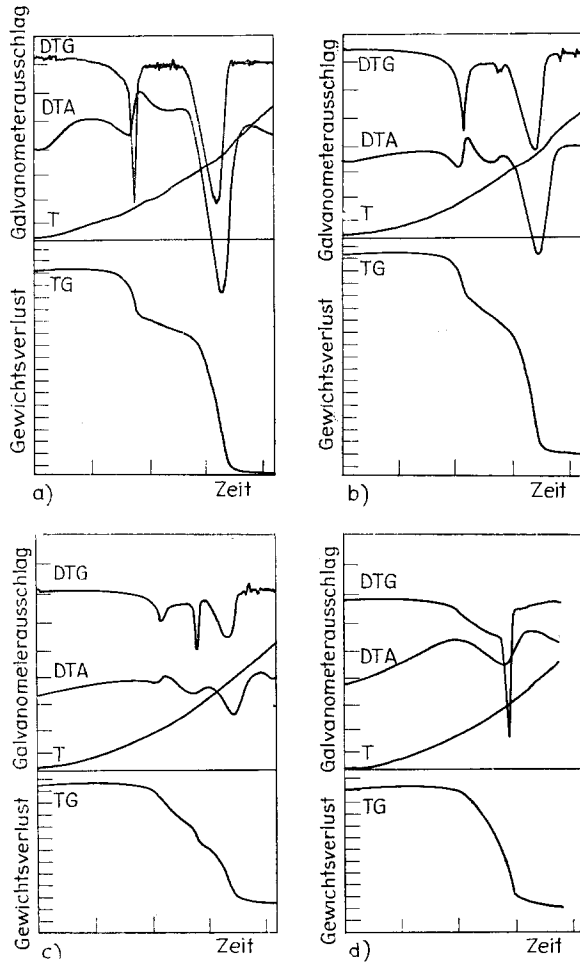 Galvanometerausschlag
DTG
DTA
T
Gewichtsverlust
TG
Zeit
a)
Galvanometerausschlag
DTG
DTA
T
Gewichtsverlust
TG
Zeit
b)
Galvanometerausschlag
DTG
DTA
T
Gewichtsverlust
TG
Zeit
c)
Galvanometerausschlag
DTG
DTA
T
Gewichtsverlust
TG
Zeit
d)